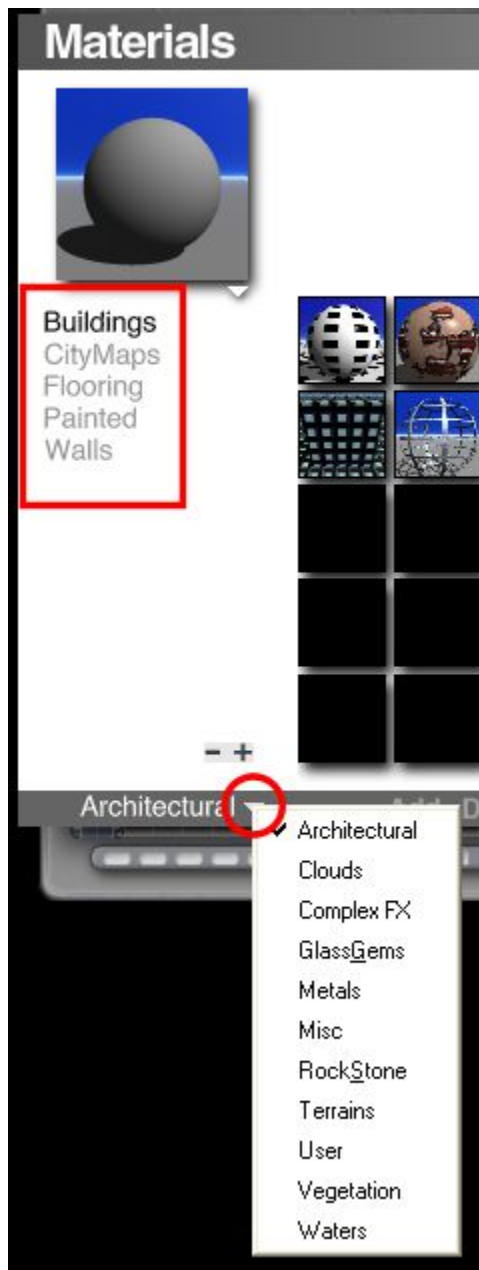 Materials
Buildings
CityMaps
Flooring
Painted
Walls
- +
Architectural
Add D
Architectural
Clouds
Complex FX
GlassGems
Metals
Misc
RockStone
Terrains
User
Vegetation
Waters